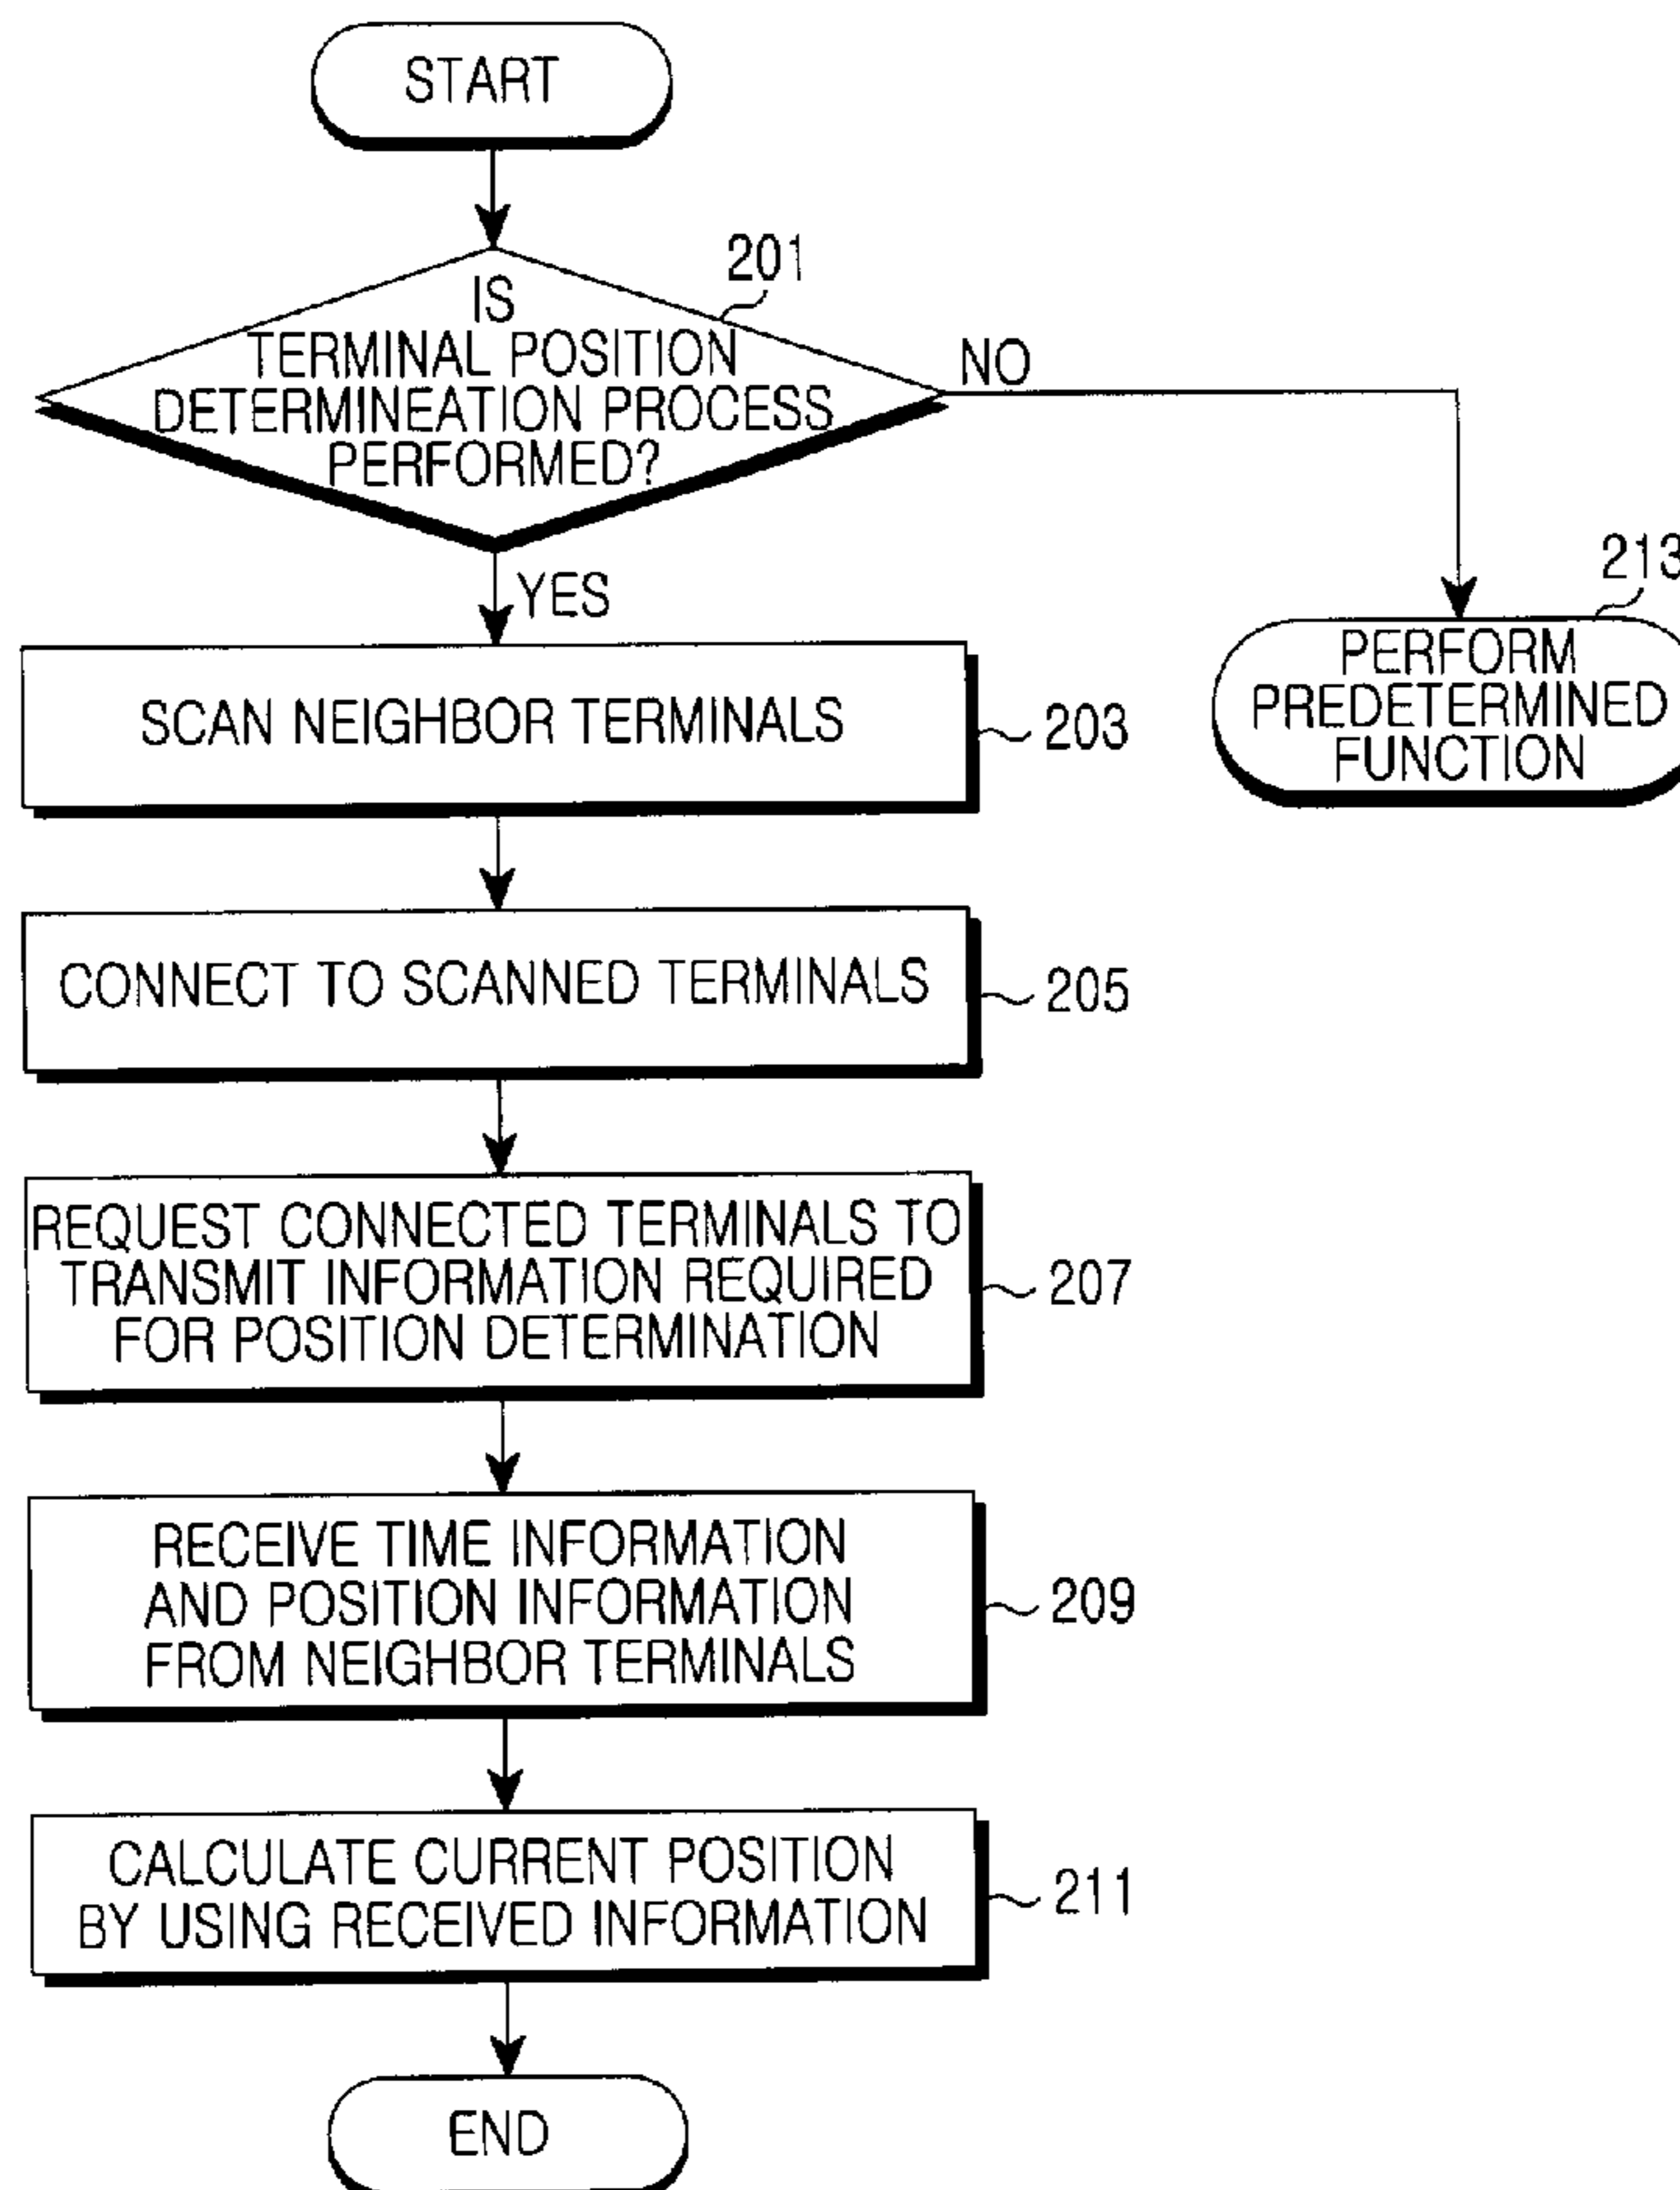 START
201
IS
TERMINAL POSITION
DETERMINEATION PROCESS
PERFORMED?
NO
YES
213
PERFORM
PREDETERMINED
FUNCTION
SCAN NEIGHBOR TERMINALS
203
CONNECT TO SCANNED TERMINALS
205
REQUEST CONNECTED TERMINALS TO
TRANSMIT INFORMATION REQUIRED
FOR POSITION DETERMINATION
207
RECEIVE TIME INFORMATION
AND POSITION INFORMATION
FROM NEIGHBOR TERMINALS
209
CALCULATE CURRENT POSITION
BY USING RECEIVED INFORMATION
211
END